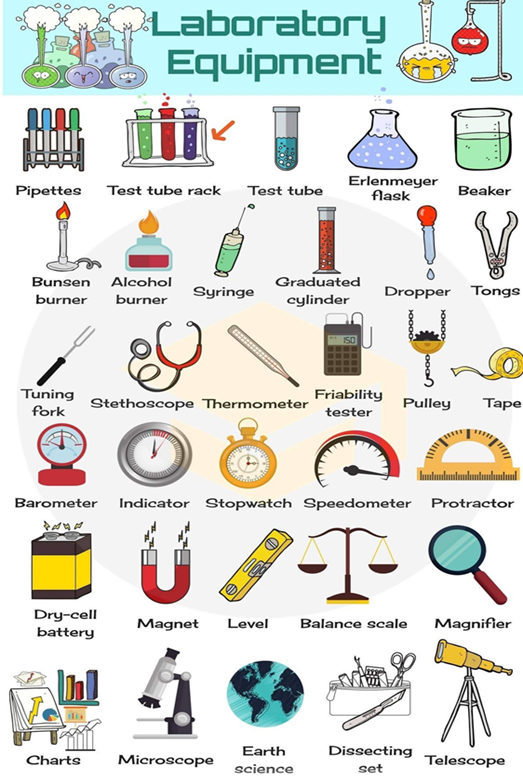 Laboratory
Equipment
Pipettes
Test tube rack
Test tube
Erlenmeyer
flask
Beaker
Bunsen
burner
Alcohol
burner
Syringe
Graduated
cylinder
Dropper
Tongs
150
Tuning
fork
Stethoscope
Thermometer
Friability
tester
Pulley
Tape
Barometer
Indicator
Stopwatch
Speedometer
Protractor
Dry-cell
battery
Magnet
Level
Balance scale
Magnifier
Charts
Microscope
Earth
science
Dissecting
set
Telescope